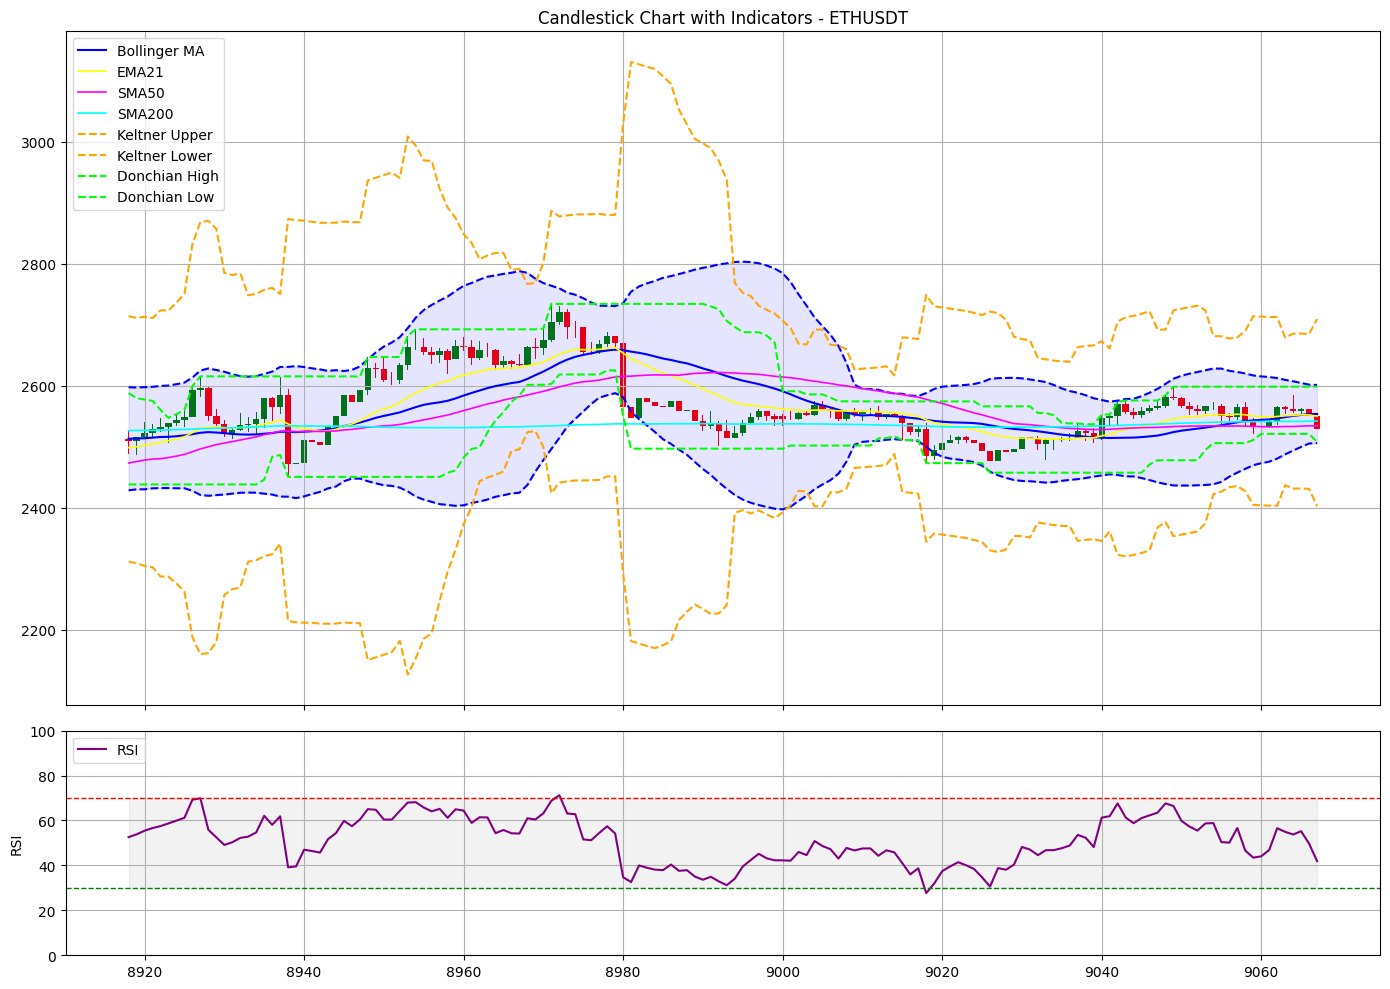 Candlestick Chart with Indicators - ETHUSDT
Bollinger MA
EMA21
SMA50
SMA200
Keltner Upper
Keltner Lower
Donchian High
Donchian Low
3000
2800
2600
2400
2200
RSI
100
80
60
40
20
0
RSI
8920 8940 8960 8980 9000 9020 9040 9060